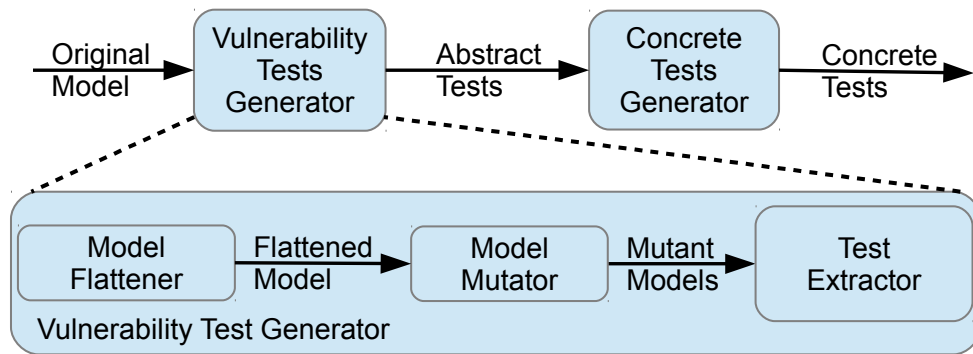 Original
Model
Vulnerability
Tests
Generator
Abstract
Tests
Concrete
Tests
Generator
Concrete
Tests
Model
Flattener
Flattened
Model
Model
Mutator
Mutant
Models
Test
Extractor
Vulnerability Test Generator